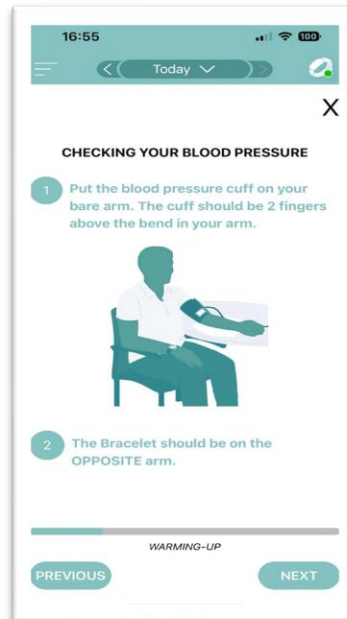 16:55
100
Today
X
CHECKING YOUR BLOOD PRESSURE
1
Put the blood pressure cuff on your
bare arm. The cuff should be 2 fingers
above the bend in your arm.
2
The Bracelet should be on the
OPPOSITE arm.
WARMING-UP
PREVIOUS
NEXT